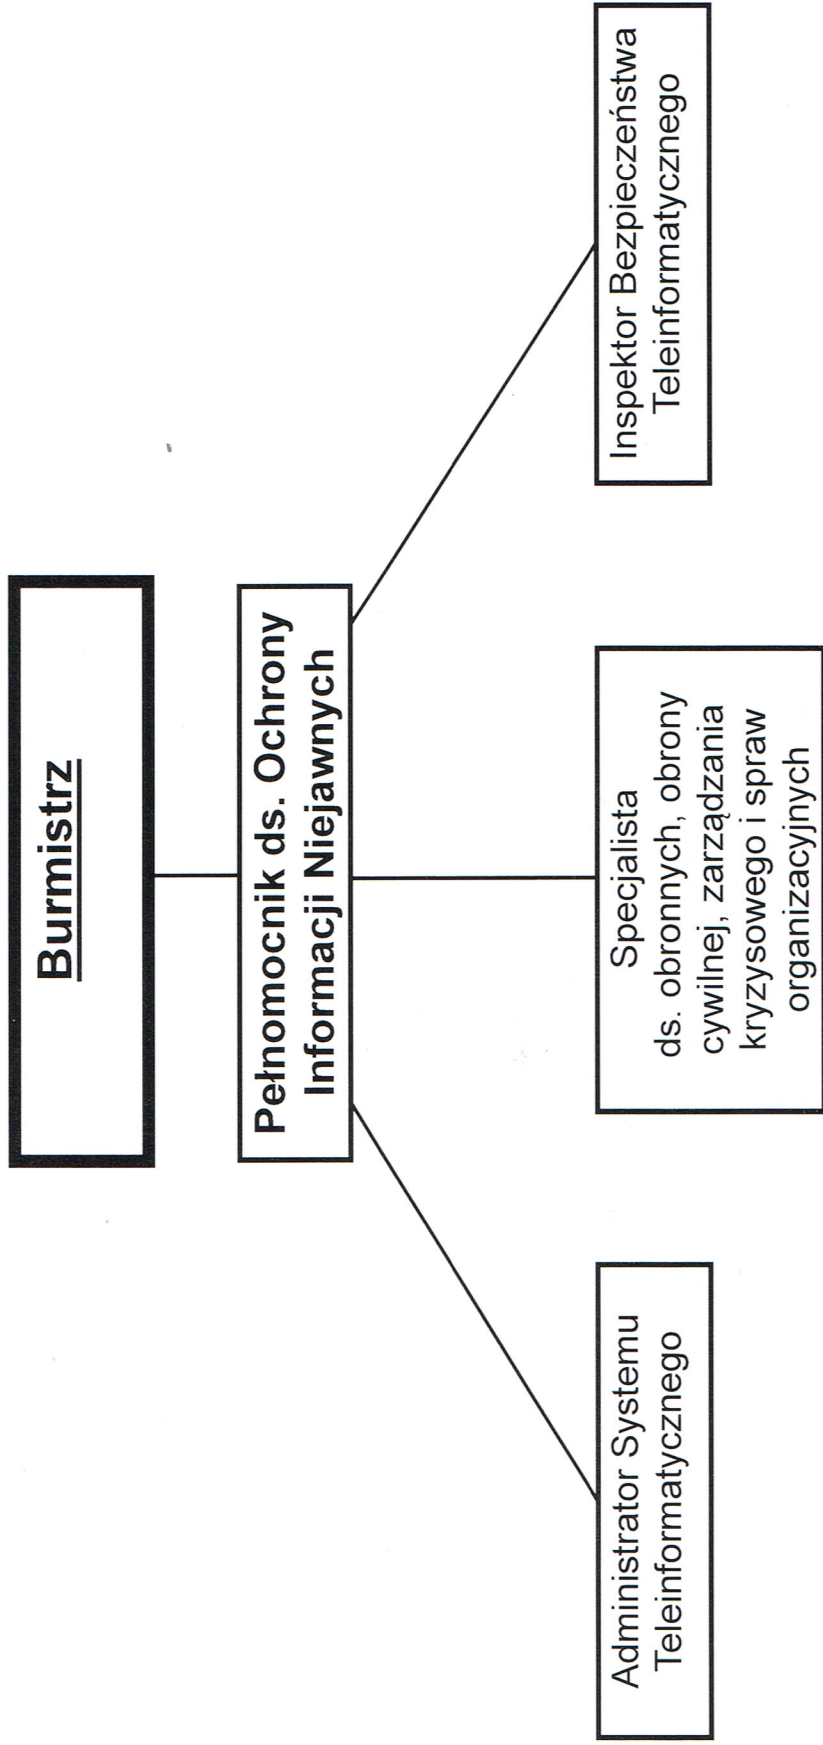 Burmistrz
Pełnomocnik ds. Ochrony
Informacji Niejawnych
Administrator Systemu
Teleinformatycznego
Specjalista
ds. obronnych, obrony
cywilnej, zarządzania
kryzysowego i spraw
organizacyjnych
Inspektor Bezpieczeństwa
Teleinformatycznego